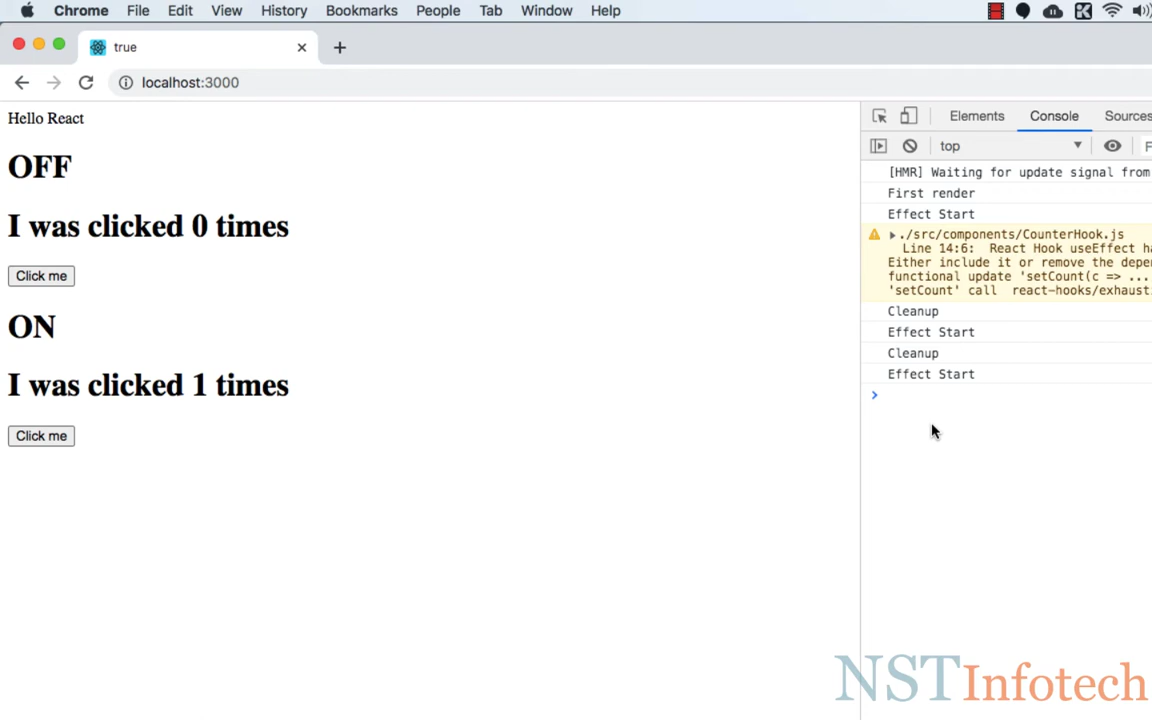 Chrome File Edit View History Bookmarks People Tab Window Help
true
localhost:3000
Hello React
OFF
I was clicked 0 times
Click me
ON
I was clicked 1 times
Click me
Elements Console Sources
top F
[HMR] Waiting for update signal from
First render
Effect Start
./src/components/CounterHook.js
Line 14:6: React Hook useEffect ha
Either include it or remove the depe
functional update 'setCount(c => ...
'setCount' call react-hooks/exhaust
Cleanup
Effect Start
Cleanup
Effect Start
NSTInfotech